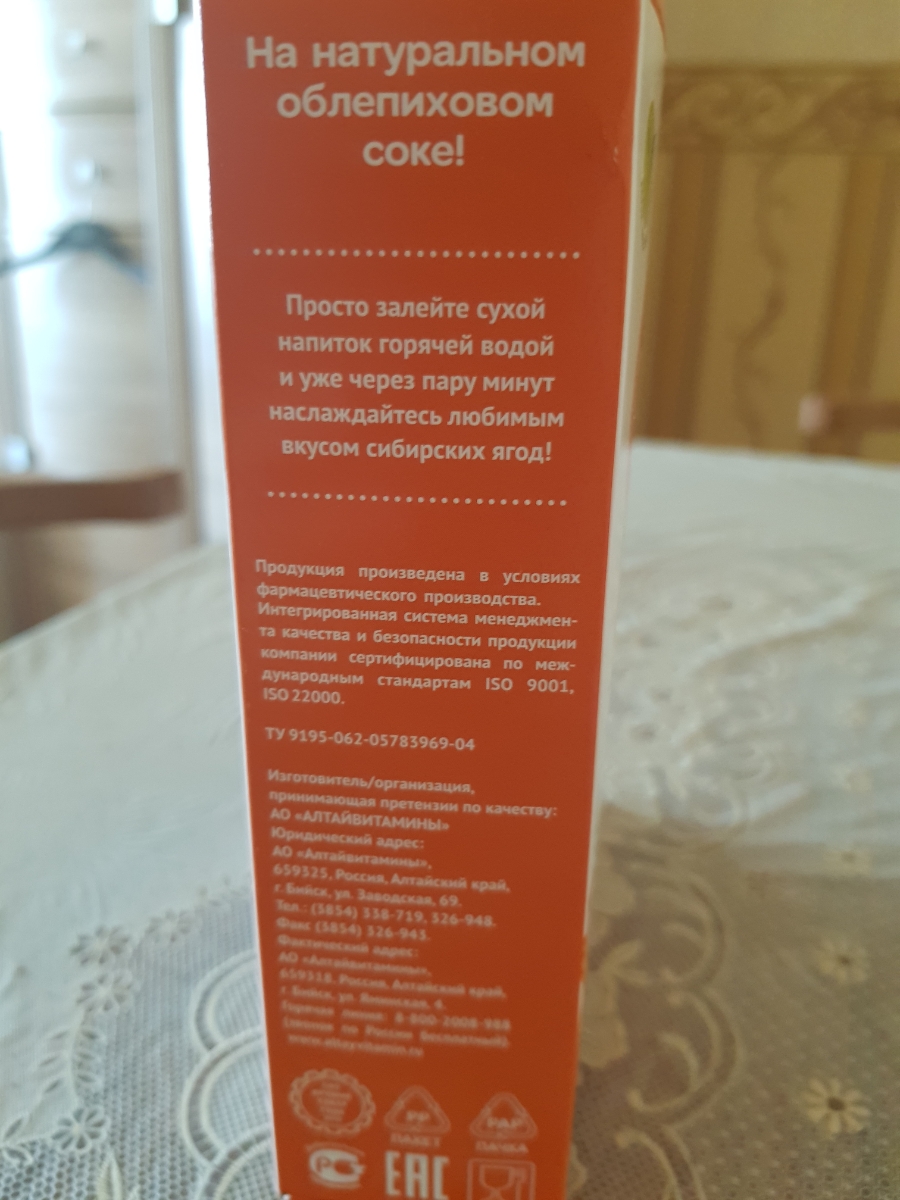 На натуральном
облепиховом
соке!
Просто залейте сухой
напиток горячей водой
и уже через пару минут
наслаждайтесь любимым
вкусом сибирских ягод!
Продукция произведена в условиях
фармацевтического производства.
Интегрированная система менеджмен-
та качества и безопасности продукции
компании сертифицирована по меж-
дународным стандартам ISO 9001,
ISO 22000.
ТУ 9195-062-05783969-04
Изготовитель/организация,
принимающая претензии по качеству:
АО «АЛТАЙВИТАМИНЫ»
Юридический адрес:
АО «Алтайвитамины»,
659325, Россия, Алтайский край,
г. Бийск, ул. Заводская, 69.
Тел.: (3854) 338-719, 326-948.
Факс (3854) 326-943.
Фактический адрес:
АО «Алтайвитамины»,
659318, Россия, Алтайский край,
г. Бийск, ул. 4.
Горячая линия: 8-800-2008-988
(звонок по России бесплатный).
www.altayvitamin.ru
PP
PAP
ПАКЕТ
ПАЧКА
EAC